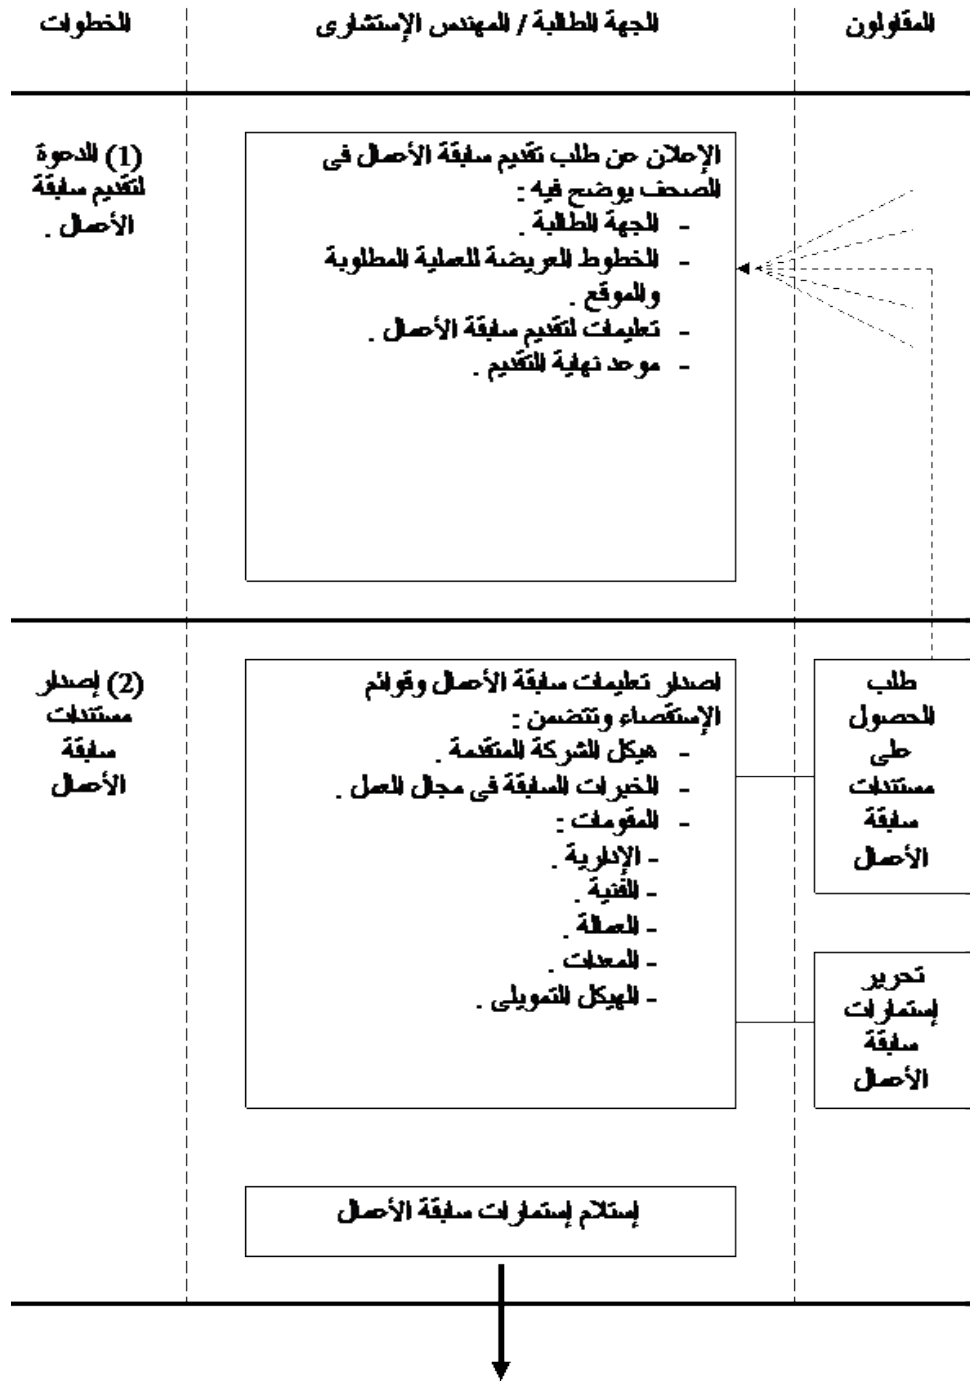 المقاولون
الجهة الطالبة / المهندس الإستشارى
الخطوات
(1) الدعوة
لتقديم سابقة
الأعمال .
الإعلان عن طلب تقديم سابقة الأعمال فى
الصحف يوضح فيه :
- الجهة الطالبة .
- الخطوط العريضة للعملية المطلوبة
والموقع .
- تعليمات لتقديم سابقة الأعمال .
- موعد نهاية التقديم .
(2) إصدار
مستندات
سابقة
الأعمال
اصدار تعليمات سابقة الأعمال وقوائم
الإستقصاء وتتضمن :
- هيكل الشركة المتقدمة .
- الخبرات السابقة فى مجال العمل .
- المقومات :
- الإدارية .
- الفنية .
- العمالة .
- المعدات .
- الهيكل التمويلى .
طلب
الحصول
على
مستندات
سابقة
الأعمال
تحرير
إستمارات
سابقة
الأعمال
إستلام إستمارات سابقة الأعمال